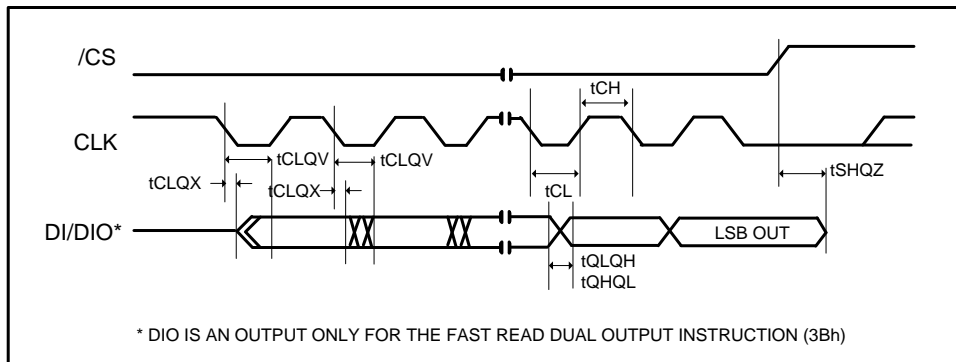 /CS
tCH
CLK
tCLQV
tCLQV
tSHQZ
tCLQX
tCLQX
tCL
DI/DIO*
LSB OUT
tQLQH
tQHQL
* DIO IS AN OUTPUT ONLY FOR THE FAST READ DUAL OUTPUT INSTRUCTION (3Bh)